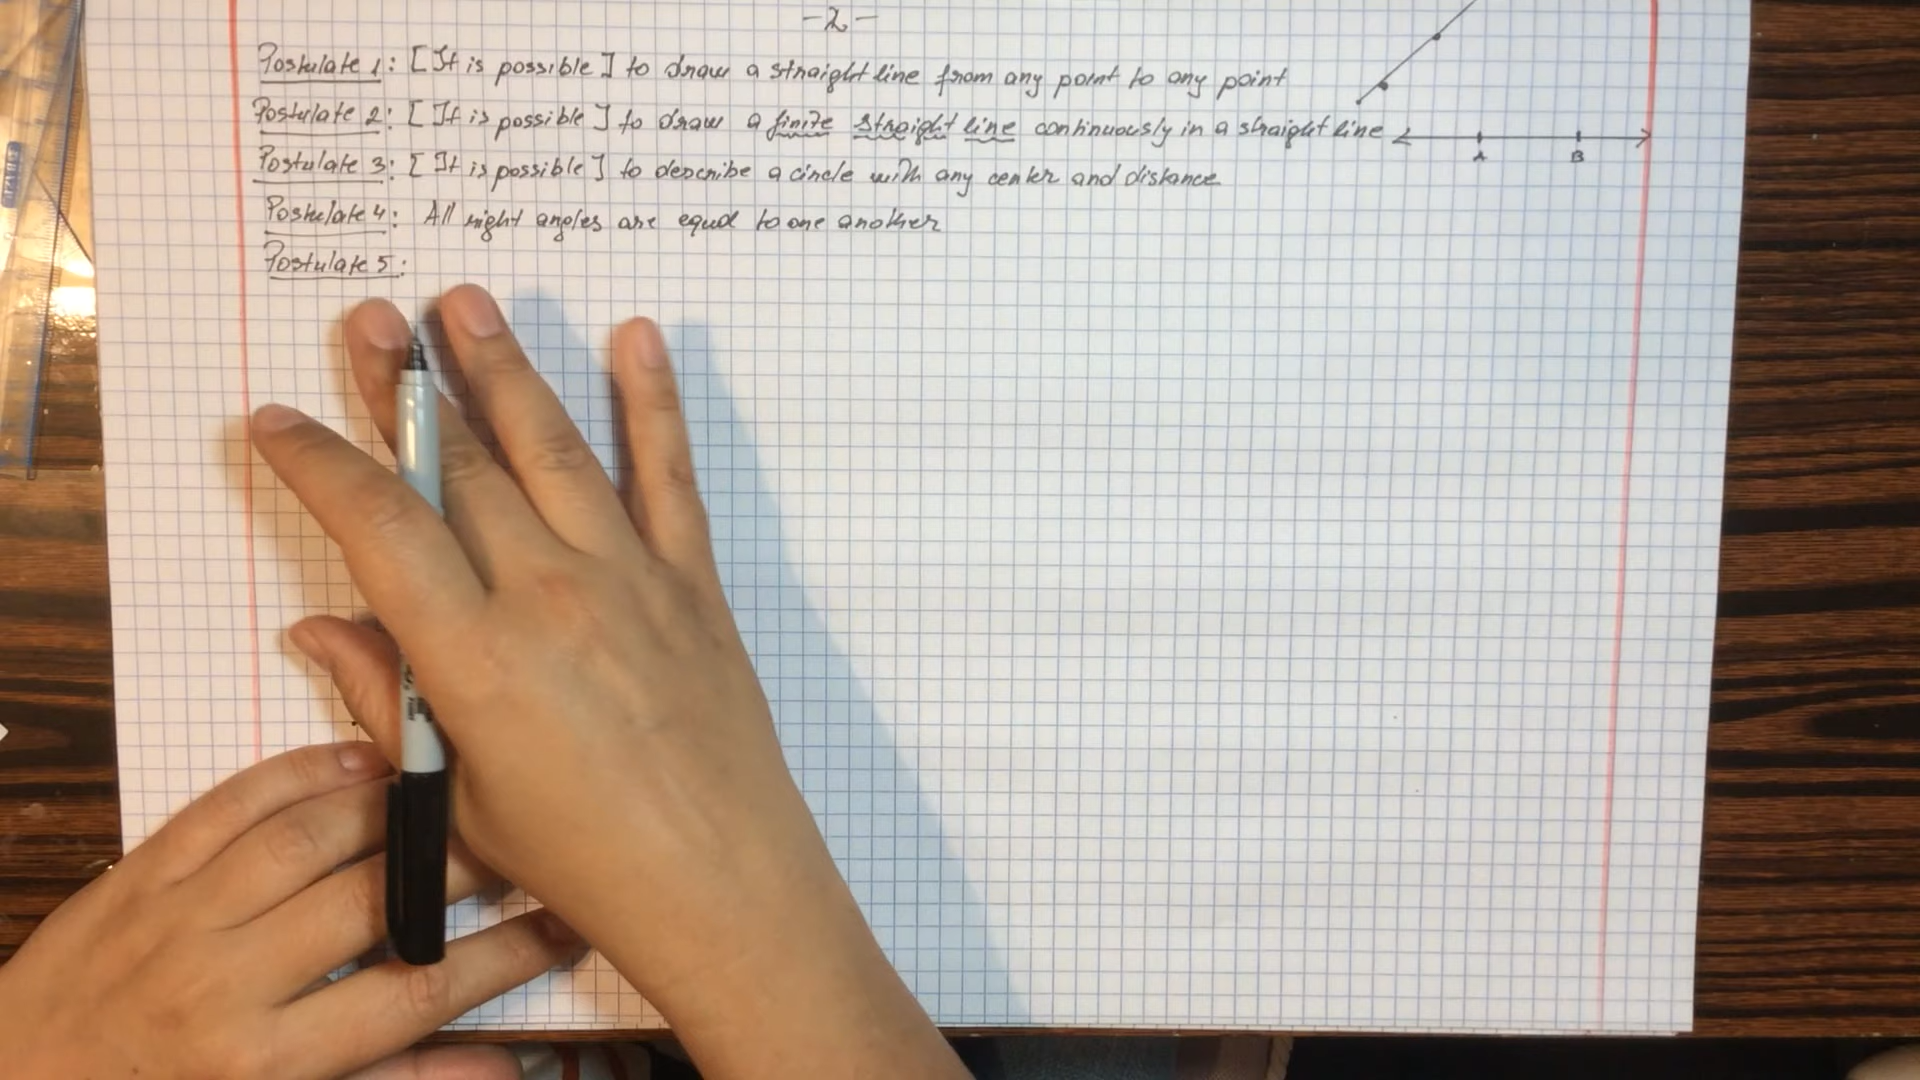 -2-
Postulate 1: [It is possible] to draw a straight line from any point to any point
Postulate 2: [It is possible] to draw a finite straight line continuously in a straight line
A B
Postulate 3: [It is possible] to describe a circle with any center and distance
Postulate 4: All right angles are equal to one another
Postulate 5: